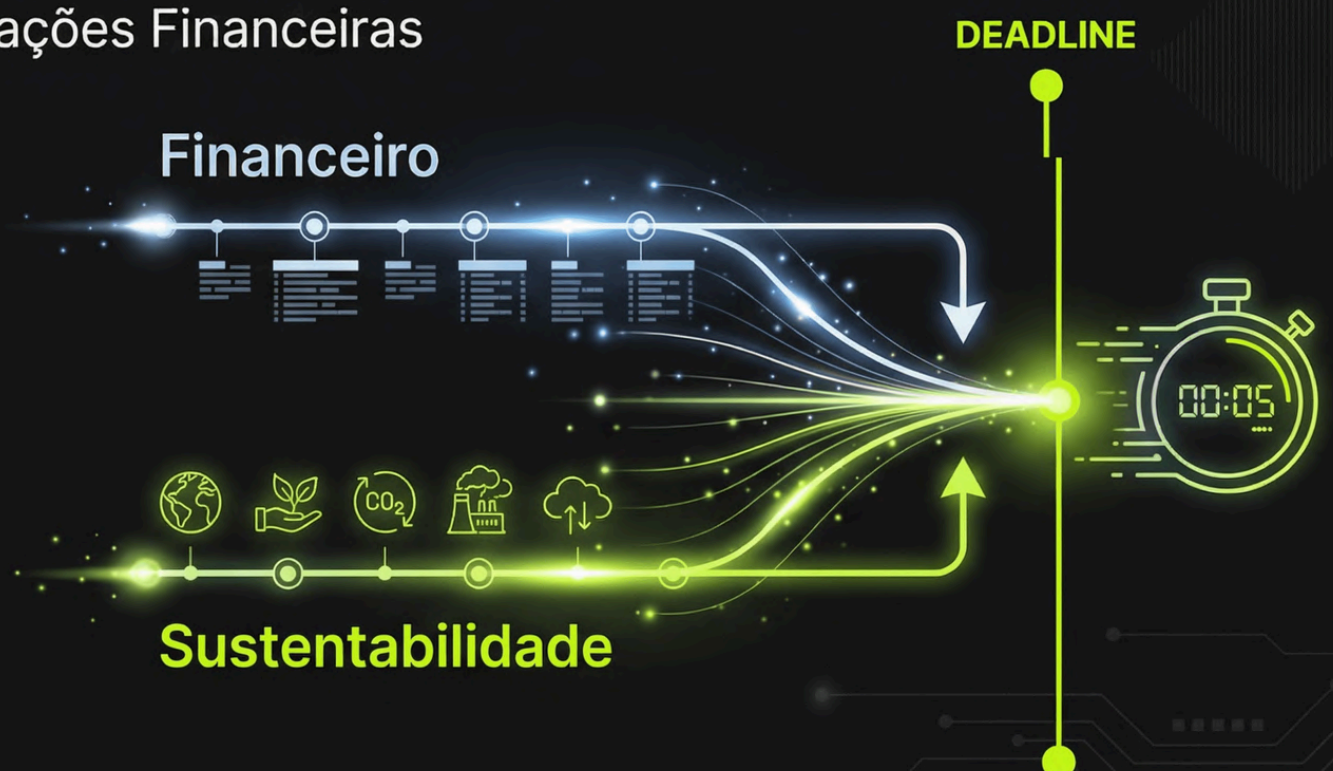 ações Financeiras
DEADLINE
Financeiro
00:05
CO₂
Sustentabilidade